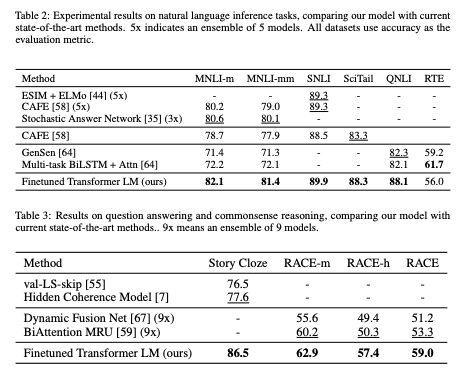 Table 2: Experimental results on natural language inference tasks, comparing our model with current
state-of-the-art methods. 5x indicates an ensemble of 5 models. All datasets use accuracy as the
evaluation metric.
Method MNLI-m MNLI-mm SNLI SciTail QNLI RTE
ESIM + ELMo [44] (5x) - - 89.3 - - -
CAFE [58] (5x) 80.2 79.0 89.3 - - -
Stochastic Answer Network [35] (3x) 80.6 80.1 - - - -
CAFE [58] 78.7 77.9 88.5 83.3
GenSen [64] 71.4 71.3 - - 82.3 59.2
Multi-task BiLSTM + Attn [64] 72.2 72.1 - - 82.1 61.7
Finetuned Transformer LM (ours) 82.1 81.4 89.9 88.3 88.1 56.0
Table 3: Results on question answering and commonsense reasoning, comparing our model with
current state-of-the-art methods.. 9x means an ensemble of 9 models.
Method Story Cloze RACE-m RACE-h RACE
val-LS-skip [55] 76.5 - - -
Hidden Coherence Model [7] 77.6 - - -
Dynamic Fusion Net [67] (9x) - 55.6 49.4 51.2
BiAttention MRU [59] (9x) - 60.2 50.3 53.3
Finetuned Transformer LM (ours) 86.5 62.9 57.4 59.0